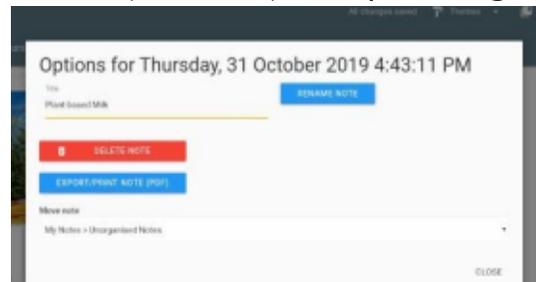 All changes saved Themes
Options for Thursday, 31 October 2019 4:43:11 PM
Title
Plant based Milk
RENAME NOTE
DELETE NOTE
EXPORT/PRINT NOTE (PDF)
Move note
My Notes > Unorganised Notes
CLOSE